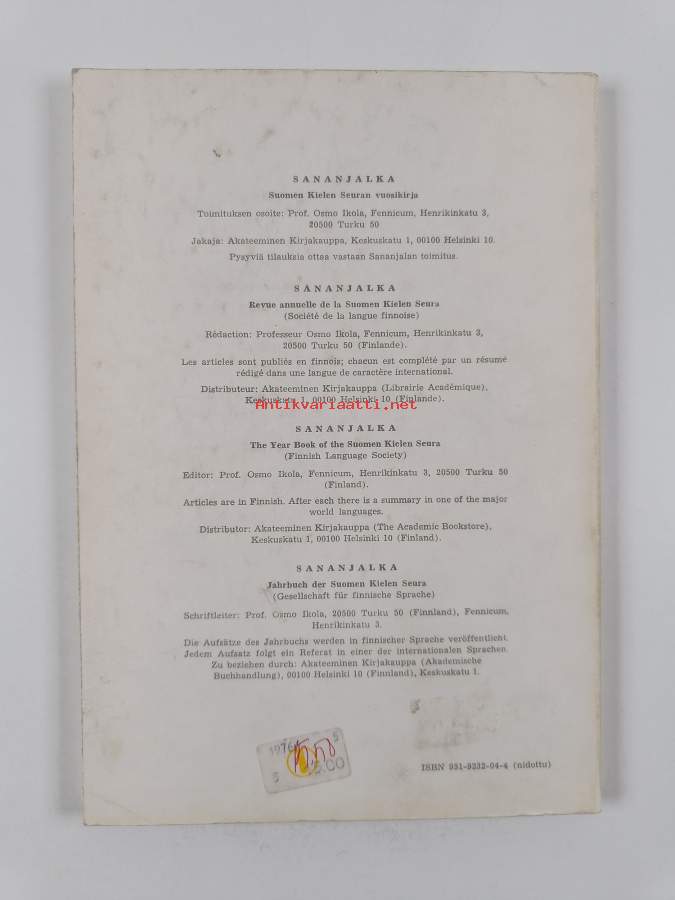 SANANJALKA
Suomen Kielen Seuran vuosikirja
Toimituksen osoite: Prof. Osmo Ikola, Fennicum, Henrikinkatu 3,
20500 Turku 50
Jakaja: Akateeminen Kirjakauppa, Keskuskatu 1, 00100 Helsinki 10.
Pysyviä tilauksia ottaa vastaan Sananjalan toimitus.
SANANJALKA
Revue annuelle de la Suomen Kielen Seura
(Société de la langue finnoise)
Rédaction: Professeur Osmo Ikola, Fennicum, Henrikinkatu 3,
20500 Turku 50 (Finlande).
Les articles sont publiés en finnois; chacun est complété par un résumé
rédigé dans une langue de caractère international.
Distributeur: Akateeminen Kirjakauppa (Librairie Académique),
Keskuskatu 1, 00100 Helsinki 10 (Finlande).
Antikvariaatti.net
SANANJALKA
The Year Book of the Suomen Kielen Seura
(Finnish Language Society)
Editor: Prof. Osmo Ikola, Fennicum, Henrikinkatu 3, 20500 Turku 50
(Finland).
Articles are in Finnish. After each there is a summary in one of the major
world languages.
Distributor: Akateeminen Kirjakauppa (The Academic Bookstore),
Keskuskatu 1, 00100 Helsinki 10 (Finland).
SANANJALKA
Jahrbuch der Suomen Kielen Seura
(Gesellschaft für finnische Sprache)
Schriftleiter: Prof. Osmo Ikola, 20500 Turku 50 (Finnland), Fennicum,
Henrikinkatu 3.
Die Aufsätze des Jahrbuchs werden in finnischer Sprache veröffentlicht.
Jedem Aufsatz folgt ein Referat in einer der internationalen Sprachen.
Zu beziehen durch: Akateeminen Kirjakauppa (Akademische
Buchhandlung), 00100 Helsinki 10 (Finnland), Keskuskatu 1.
1976 5
5
ISBN 951-9232-04-4 (nidottu)